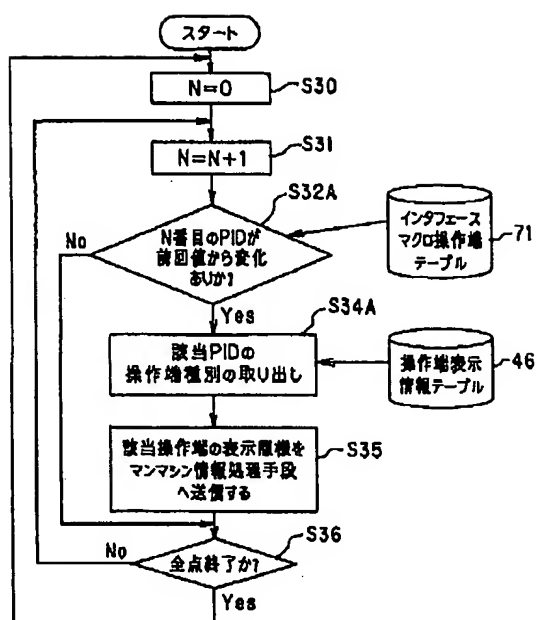 スタート
N=0
S30
N=N+1
S31
S32A
No
N番目のPIDが
前回値から変化
ありか?
インタフェース
マクロ操作端
テーブル
71
Yes
S34A
該当PIDの
操作端種別の取り出し
操作端表示
情報テーブル
46
該当操作端の表示態様を
マンマシン情報処理手段
へ送信する
S35
S36
No
全点終了か?
Yes